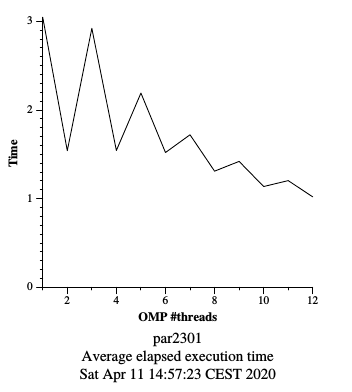 3
2
1
0
Time
2
4
6
8
10
12
OMP #threads
par2301
Average elapsed execution time
Sat Apr 11 14:57:23 CEST 2020